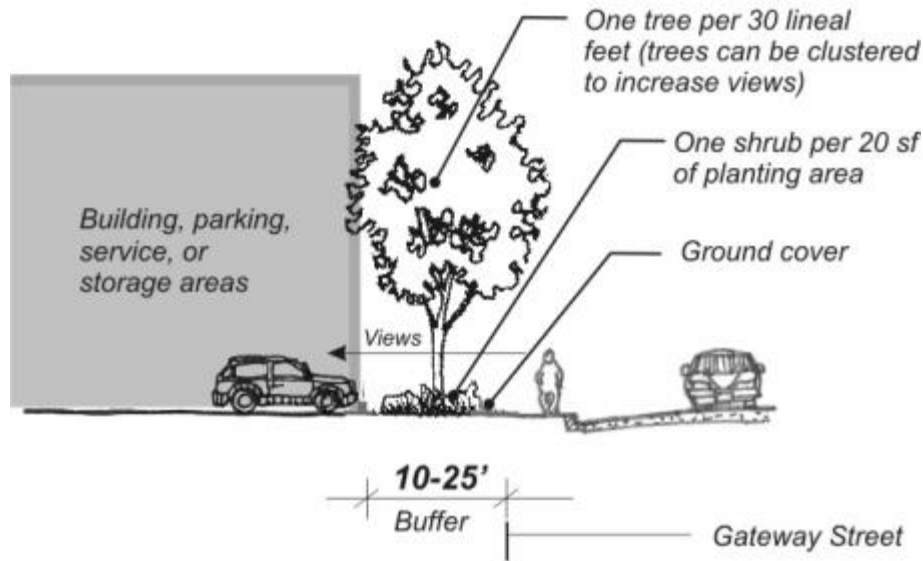 One tree per 30 lineal
feet (trees can be clustered
to increase views)
One shrub per 20 sf
of planting area
Building, parking,
service, or
storage areas
Ground cover
Views
10-25’
Buffer
Gateway Street